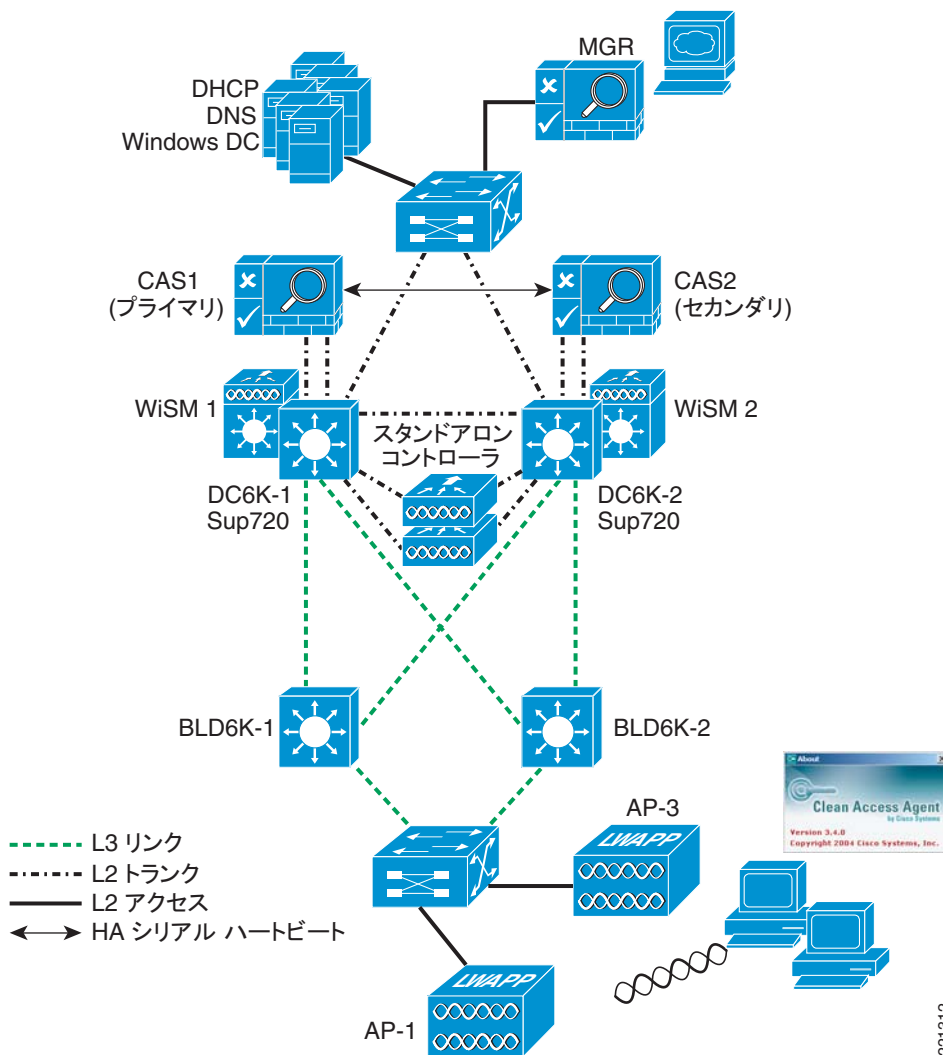 MGR
DHCP
DNS
Windows DC
CAS1
(プライマリ)
CAS2
(セカンダリ)
WiSM 1
WiSM 2
スタンドアロン
コントローラ
DC6K-1
Sup720
DC6K-2
Sup720
BLD6K-1
BLD6K-2
About
Clean Access Agent
by Cisco Systems
Version 3.4.0
Copyright 2004 Cisco Systems, Inc.
AP-3
LWAPP
L3 リンク
L2 トランク
L2 アクセス
HA シリアル ハートビート
LWAPP
AP-1